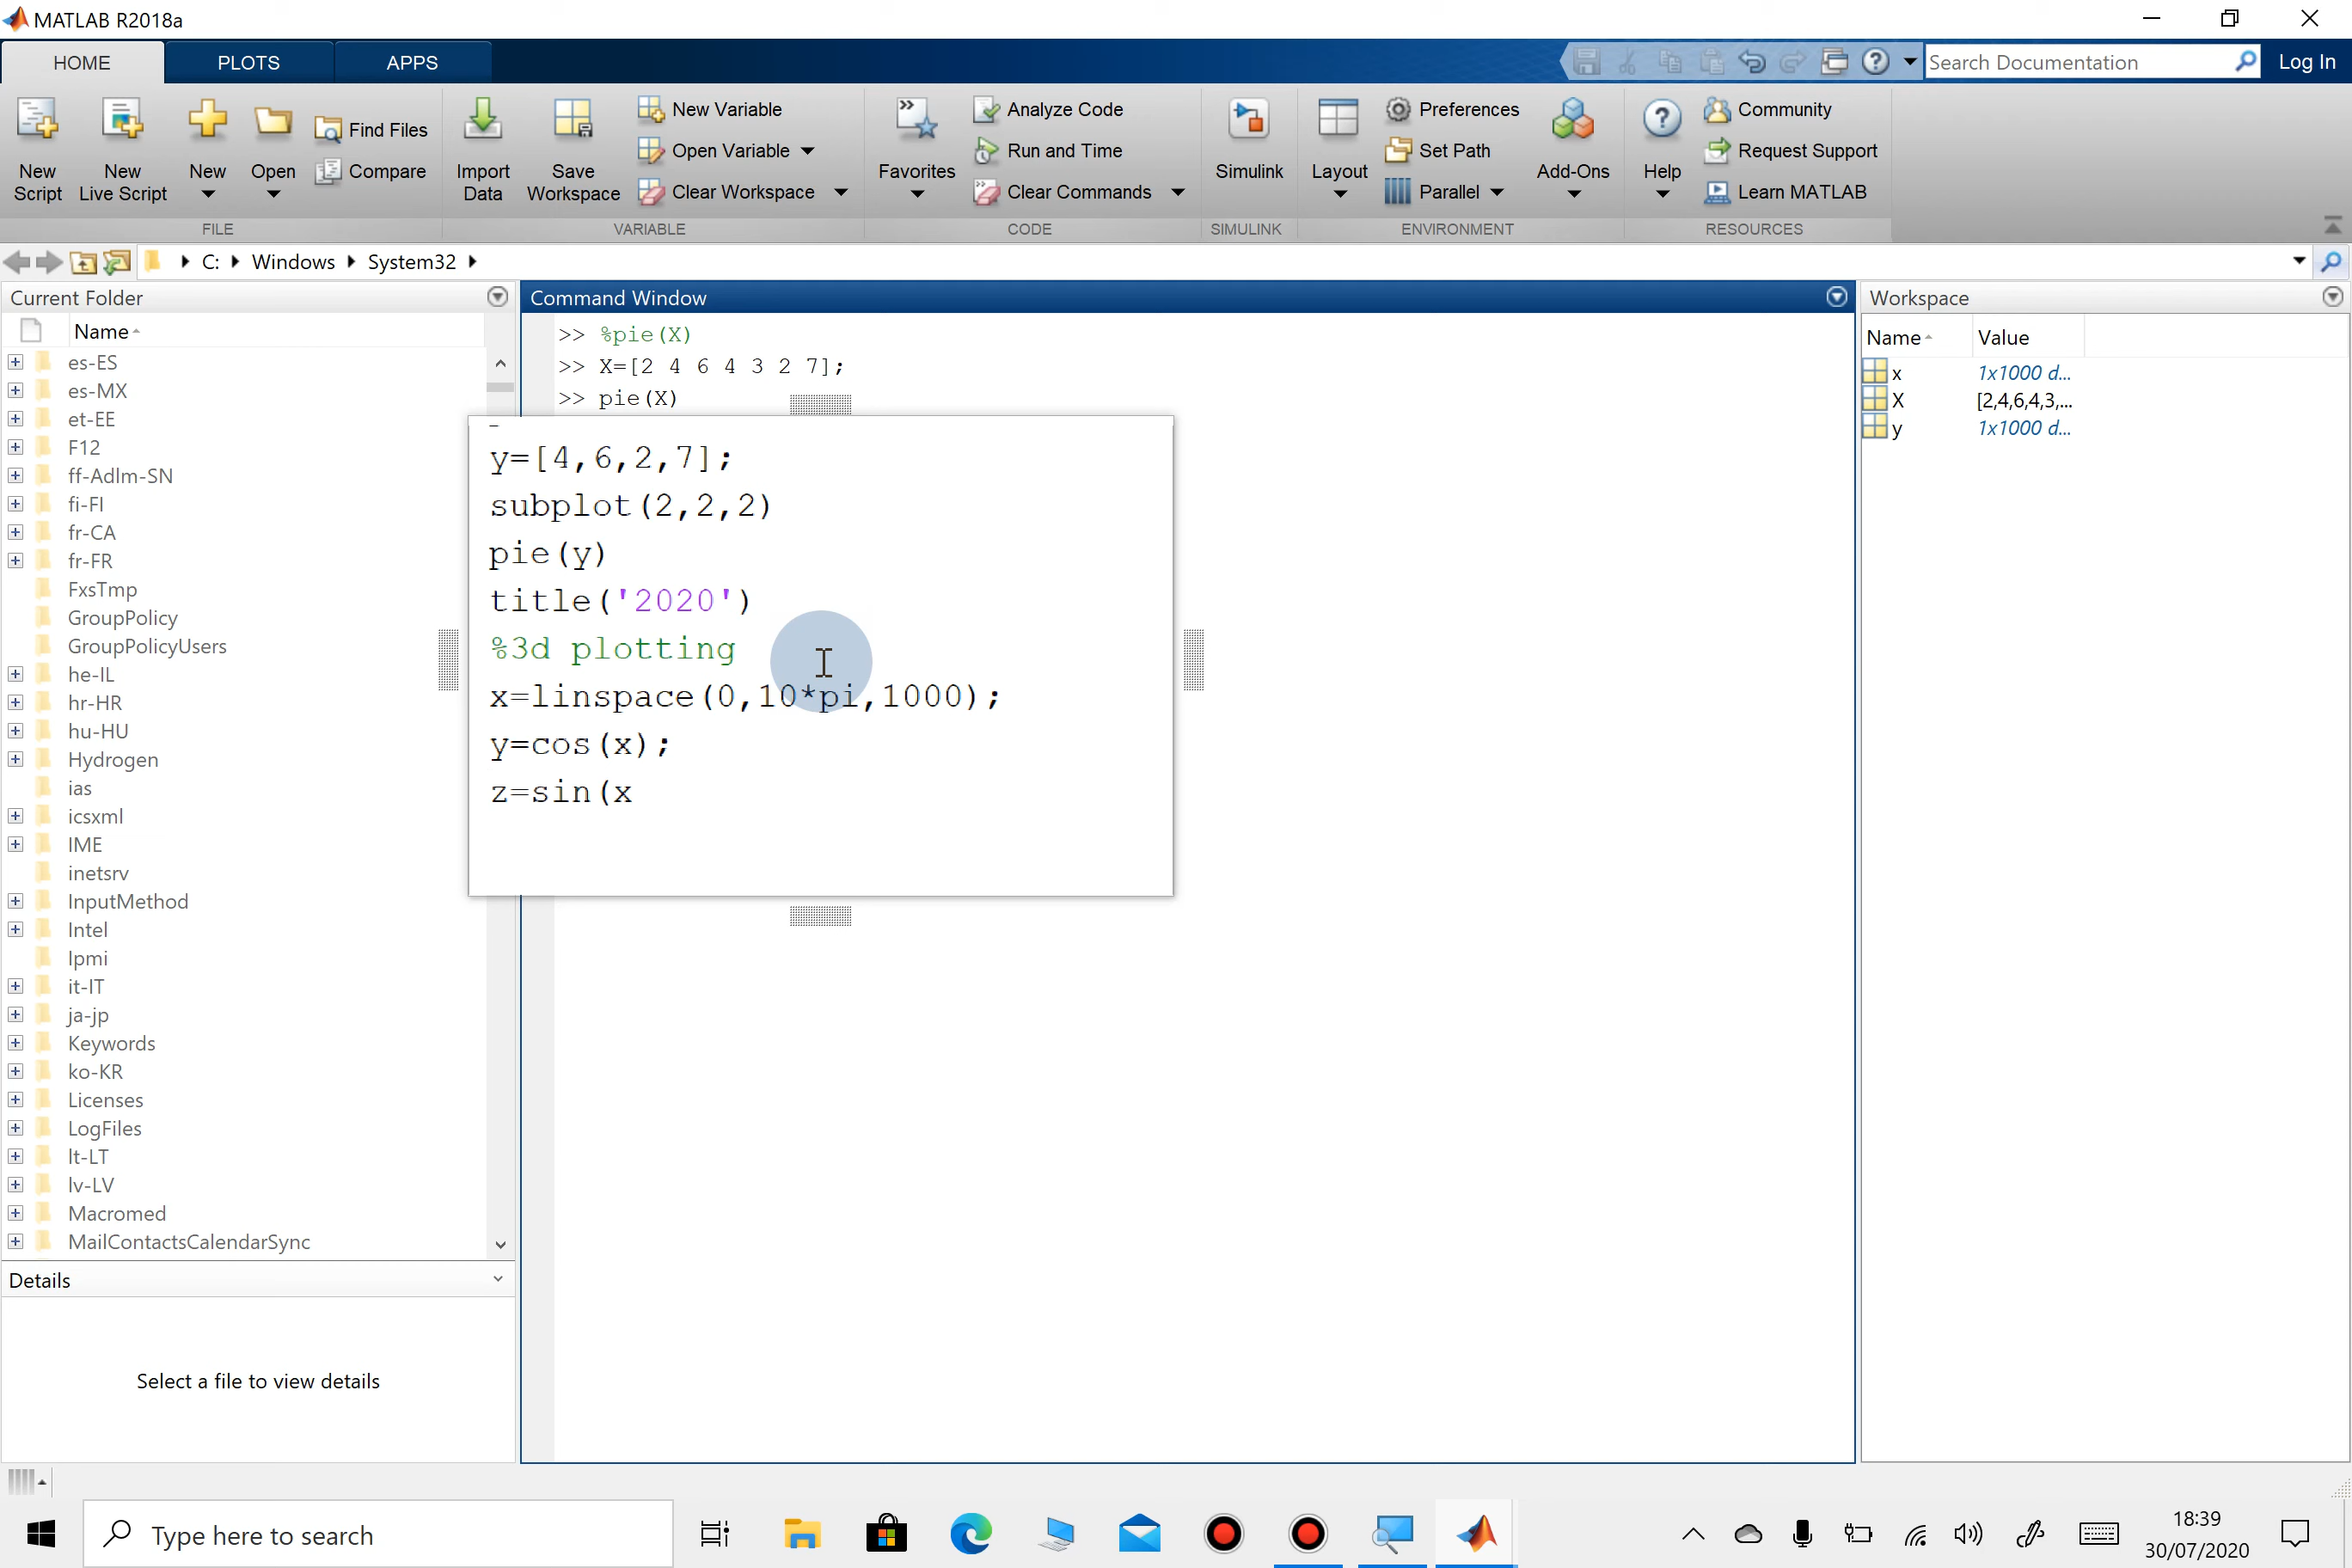 MATLAB R2018a
HOME
PLOTS
APPS
Search Documentation
Log In
New
Script
New
Live Script
New
Open
Find Files
Compare
FILE
Import
Data
Save
Workspace
New Variable
Open Variable
Clear Workspace
VARIABLE
Favorites
Analyze Code
Run and Time
Clear Commands
CODE
Simulink
SIMULINK
Layout
Preferences
Set Path
Parallel
Add-Ons
ENVIRONMENT
Help
Community
Request Support
Learn MATLAB
RESOURCES
C:
Windows
System32
Current Folder
Name
es-ES
es-MX
et-EE
F12
ff-Adlm-SN
fi-FI
fr-CA
fr-FR
FxsTmp
GroupPolicy
GroupPolicyUsers
he-IL
hr-HR
hu-HU
Hydrogen
ias
icsxml
IME
inetsrv
InputMethod
Intel
Ipmi
it-IT
ja-jp
Keywords
ko-KR
Licenses
LogFiles
lt-LT
lv-LV
Macromed
MailContactsCalendarSync
Details
Select a file to view details
Command Window
>> %pie(X)
>> X=[2 4 6 4 3 2 7];
>> pie(X)
y=[4,6,2,7];
subplot(2,2,2)
pie(y)
title('2020')
%3d plotting
x=linspace(0,10*pi,1000);
y=cos(x);
z=sin(x
Workspace
Name Value
x 1x1000 d...
X [2,4,6,4,3,...
y 1x1000 d...
Type here to search
18:39
30/07/2020